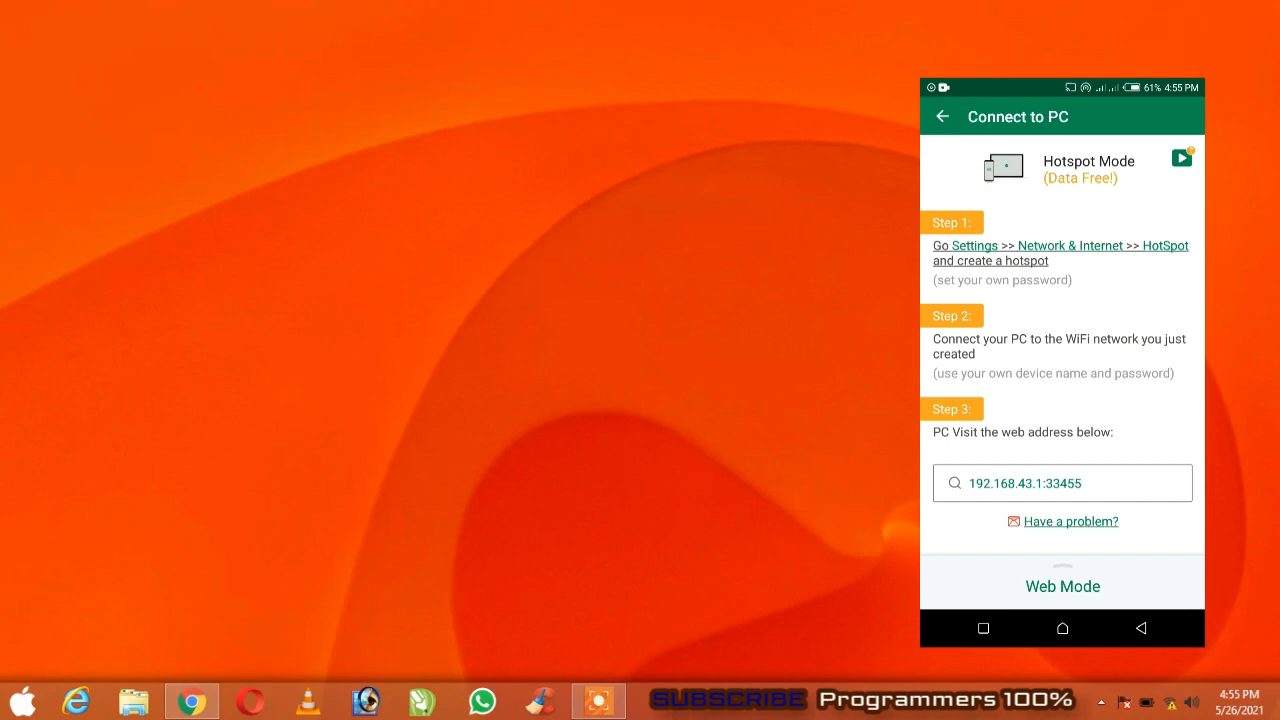 61% 4:55 PM
Connect to PC
Hotspot Mode
(Data Free!)
Step 1:
Go Settings >> Network & Internet >> HotSpot
and create a hotspot
(set your own password)
Step 2:
Connect your PC to the WiFi network you just
created
(use your own device name and password)
Step 3:
PC Visit the web address below:
192.168.43.1:33455
Have a problem?
Web Mode
SUBSCRIBE Programmers 100%
4:55 PM
5/26/2021